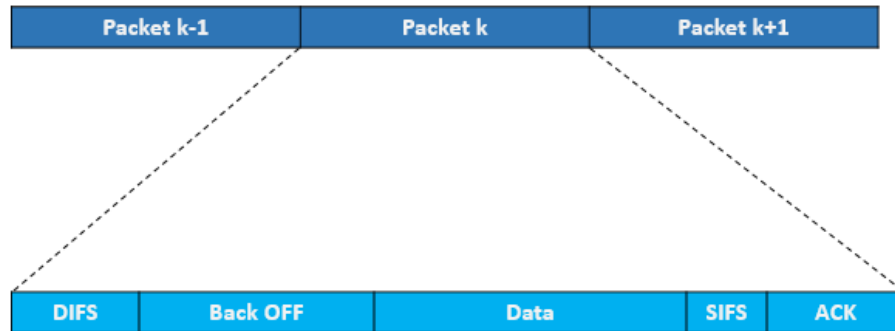 Packet k-1 Packet k Packet k+1
DIFS Back OFF Data SIFS ACK